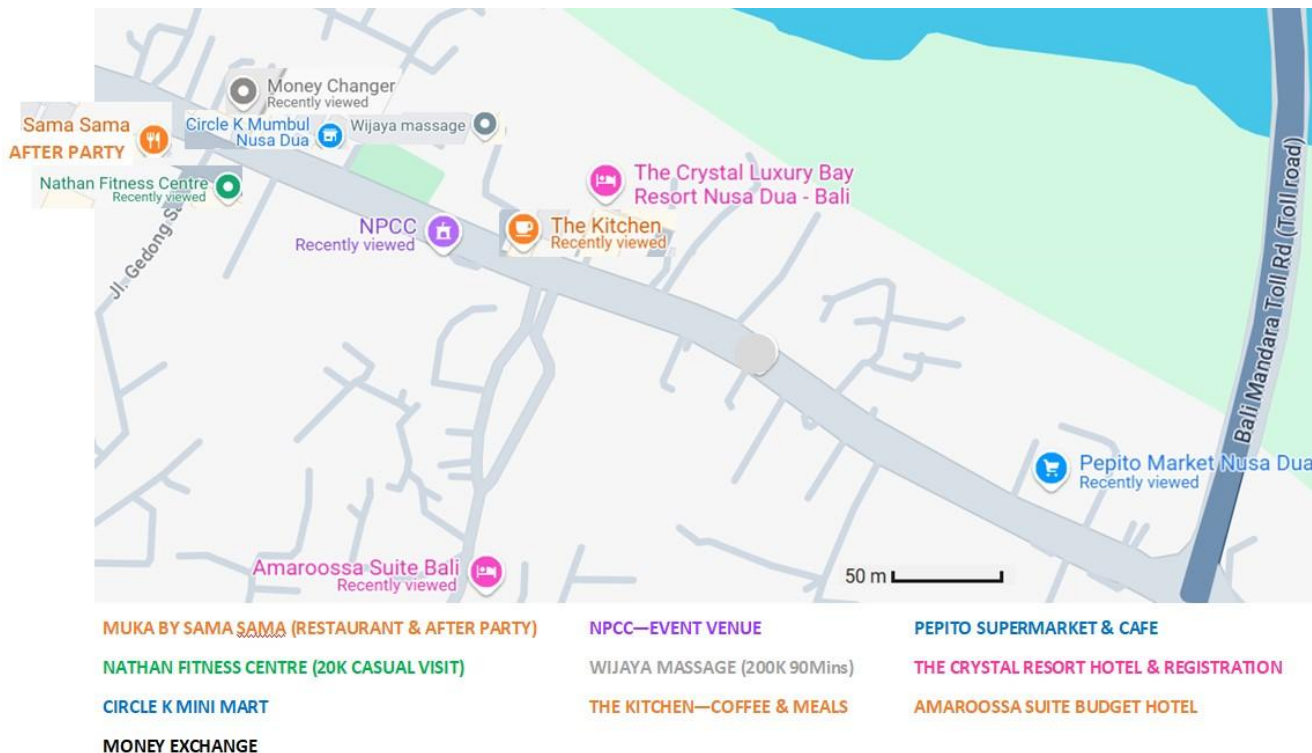 Money Changer
Recently viewed
Sama Sama
AFTER PARTY
Circle K Mumbul
Nusa Dua
Wijaya massage
Nathan Fitness Centre
Recently viewed
The Crystal Luxury Bay
Resort Nusa Dua - Bali
NPCC
Recently viewed
The Kitchen
Recently viewed
Jl. Gedong S
Bali Mandara Toll Rd (Toll road)
Pepito Market Nusa Dua
Recently viewed
Amaroossa Suite Bali
Recently viewed
50 m
MUKA BY SAMA SAMA (RESTAURANT & AFTER PARTY)
NPCC—EVENT VENUE
PEPITO SUPERMARKET & CAFE
NATHAN FITNESS CENTRE (20K CASUAL VISIT)
WIJAYA MASSAGE (200K 90Mins)
THE CRYSTAL RESORT HOTEL & REGISTRATION
CIRCLE K MINI MART
THE KITCHEN—COFFEE & MEALS
AMAROOSSA SUITE BUDGET HOTEL
MONEY EXCHANGE